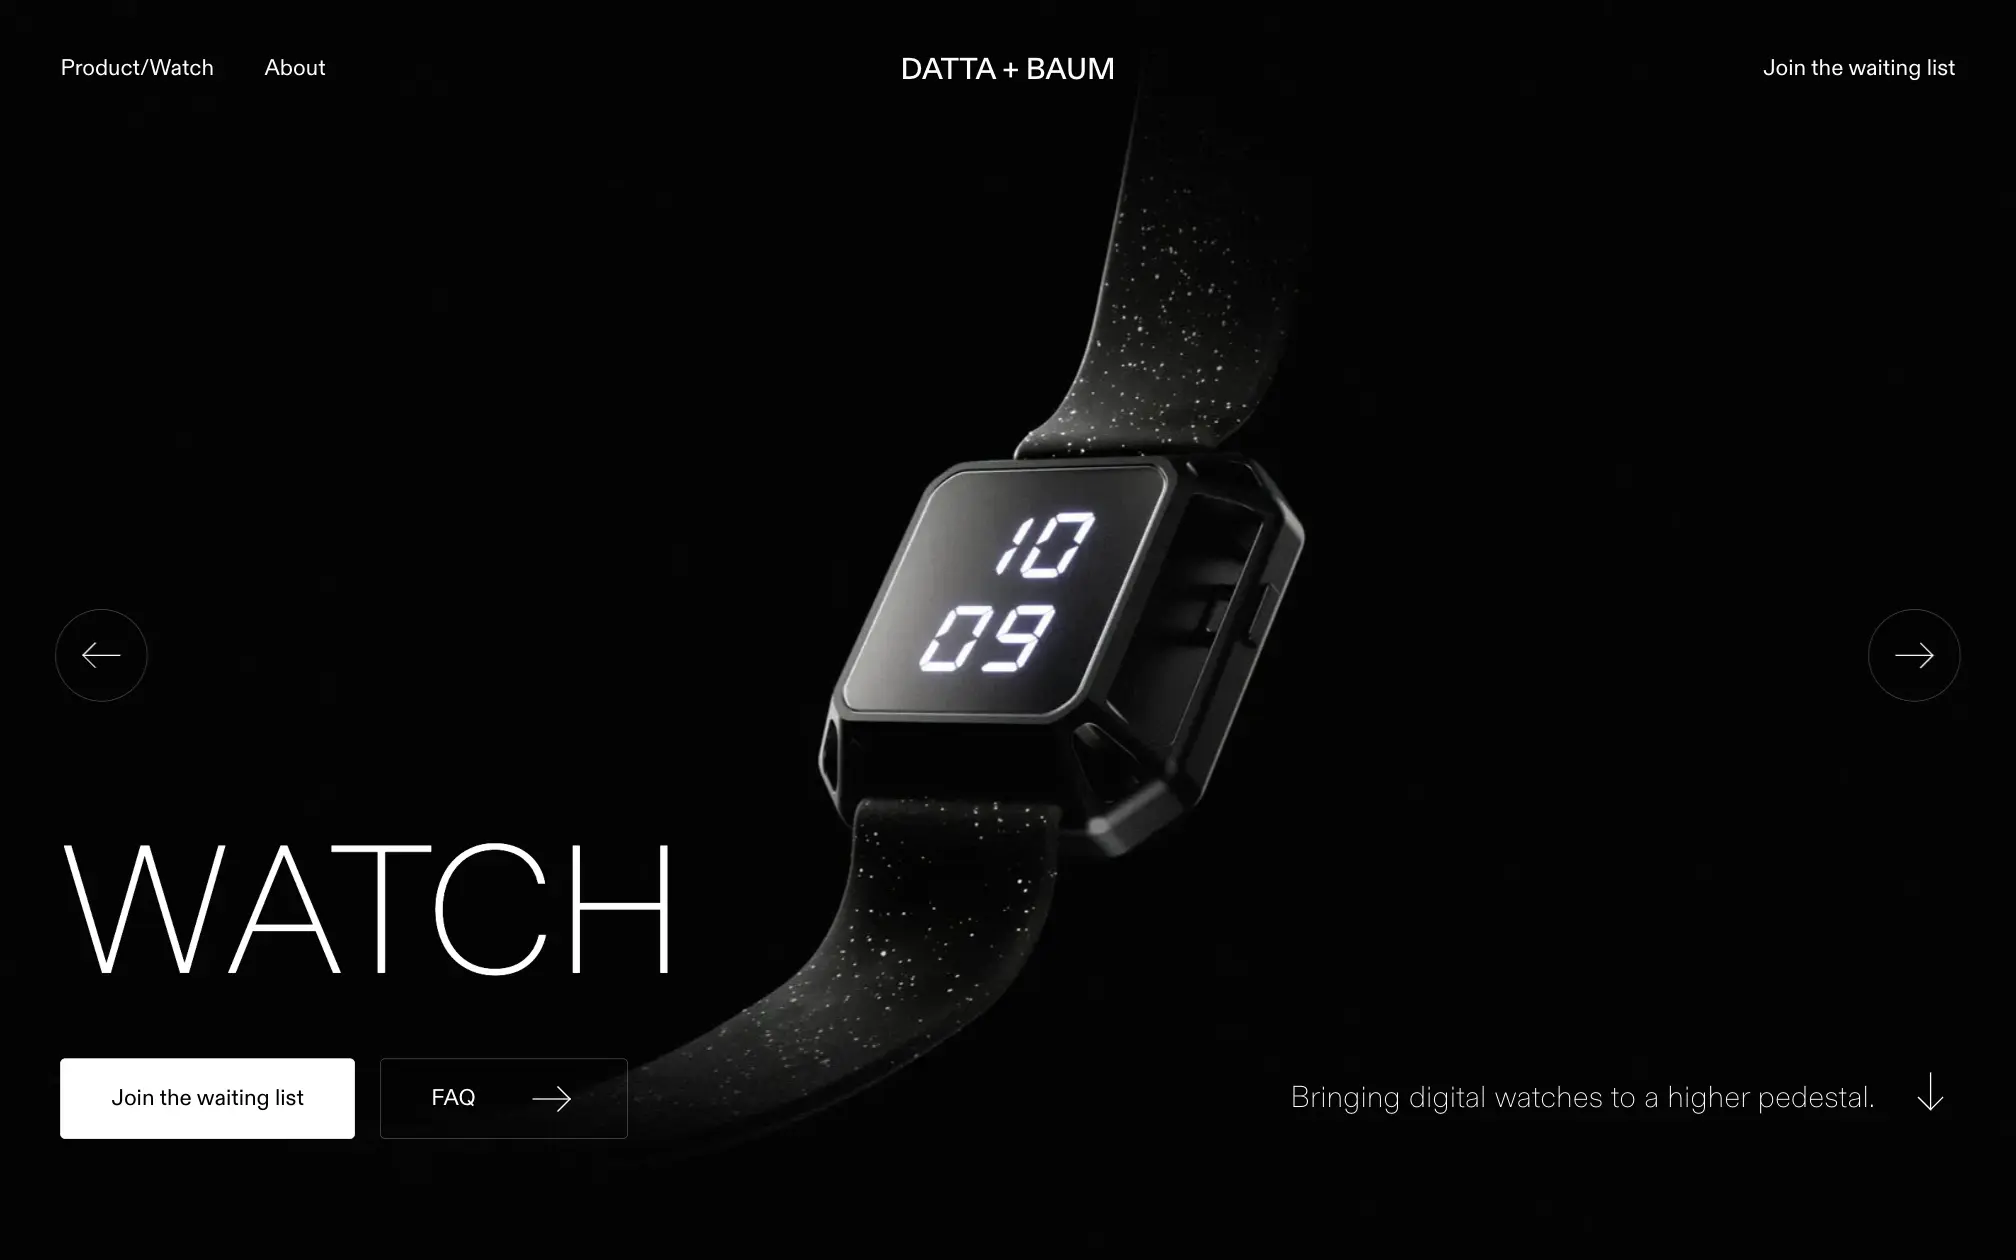 Product/Watch
About
DATTA + BAUM
Join the waiting list
10
09
WATCH
Join the waiting list
FAQ
Bringing digital watches to a higher pedestal.